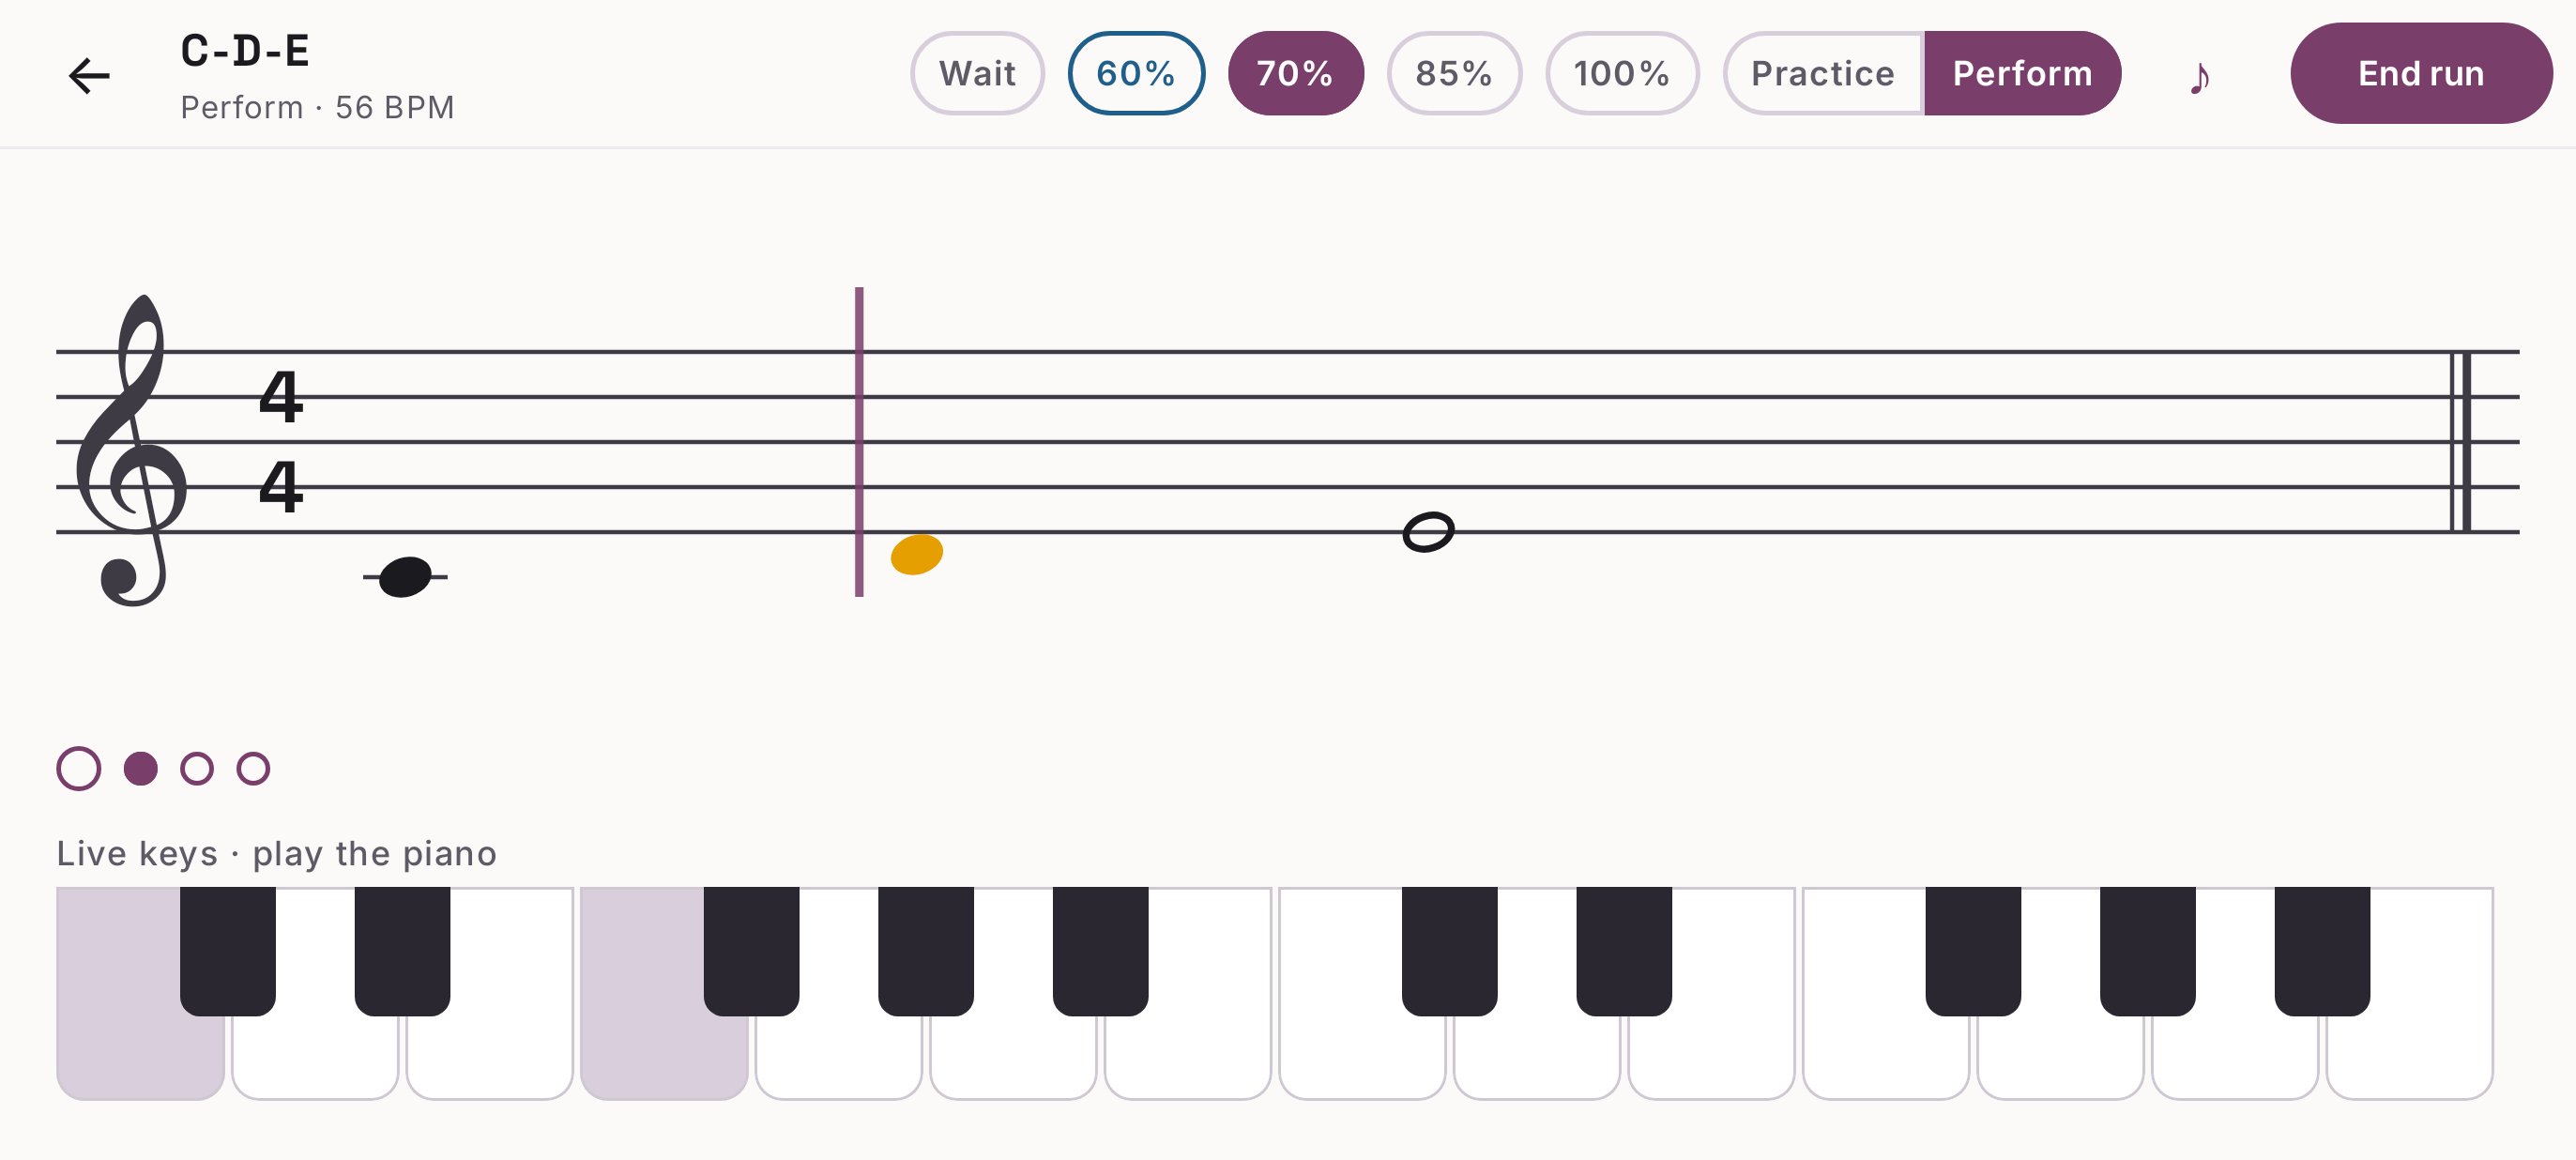 C-D-E
Perform · 56 BPM
Wait 60% 70% 85% 100% Practice Perform ♪ End run
4
4
Live keys · play the piano